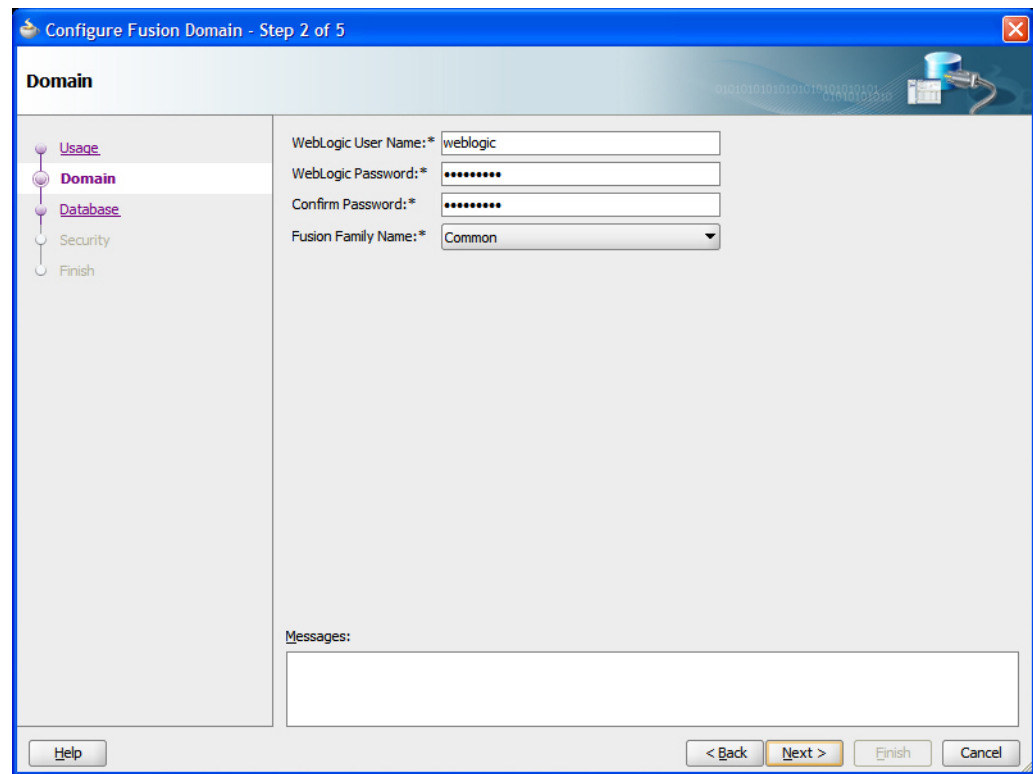 Configure Fusion Domain - Step 2 of 5
Domain
Usage
Domain
Database
Security
Finish
WebLogic User Name:* weblogic
WebLogic Password:* •••••••••
Confirm Password:* •••••••••
Fusion Family Name:* Common
Messages:
Help
< Back
Next >
Finish
Cancel